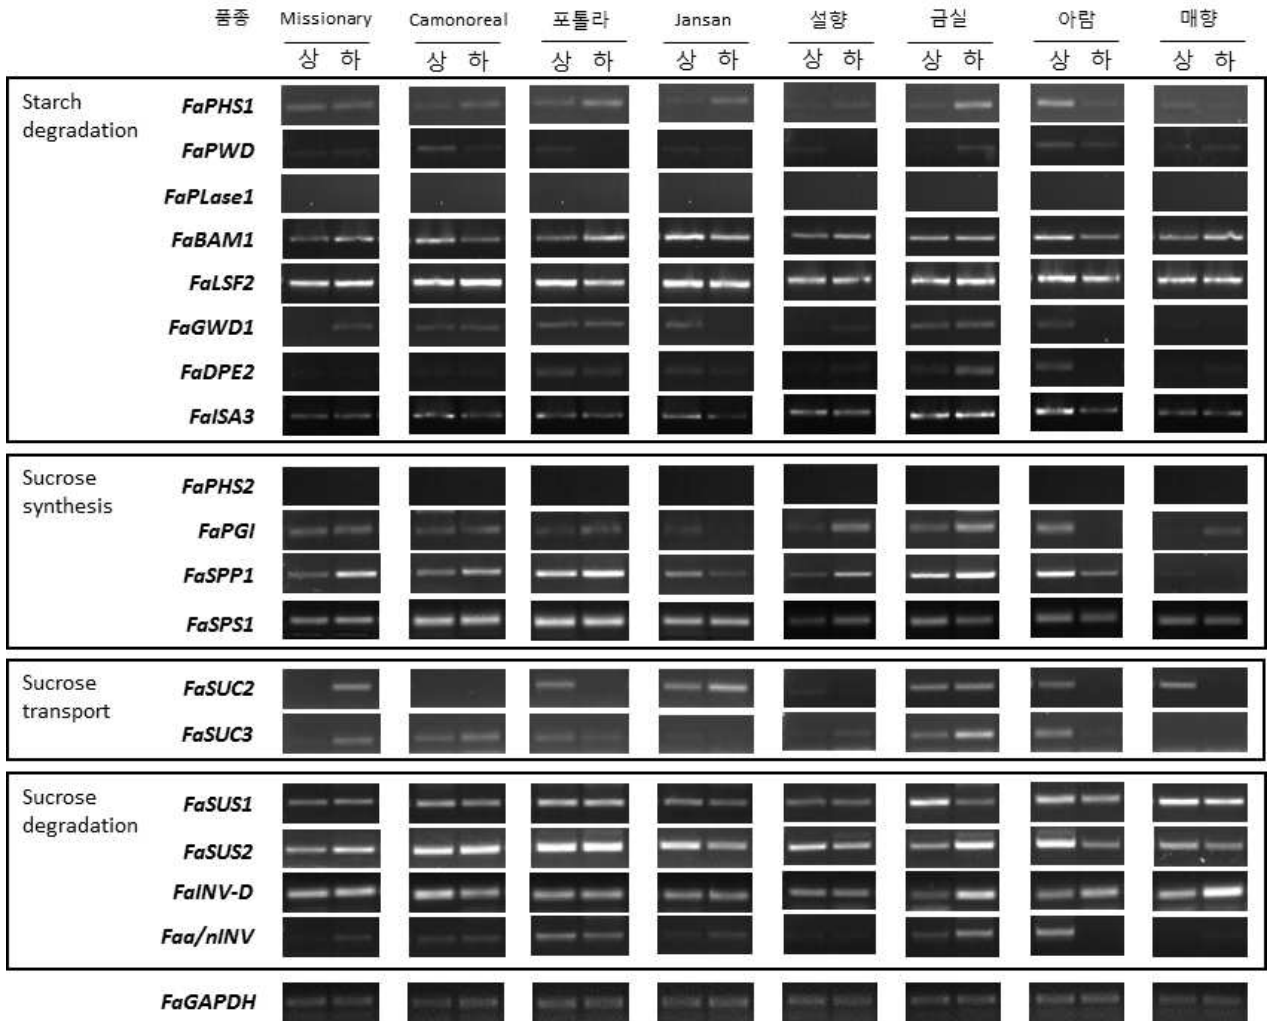 품종 Missionary Camonoreal 포톨라 Jansan 설향 금실 아람 매향
상 하 상 하 상 하 상 하 상 하 상 하 상 하 상 하
Starch
degradation
FaPHS1
FaPWD
FaPLase1
FaBAM1
FaLSF2
FaGWD1
FaDPE2
FaISA3
Sucrose
synthesis
FaPHS2
FaPGI
FaSPP1
FaSPS1
Sucrose
transport
FaSUC2
FaSUC3
Sucrose
degradation
FaSUS1
FaSUS2
FaINV-D
Faa/nINV
FaGAPDH